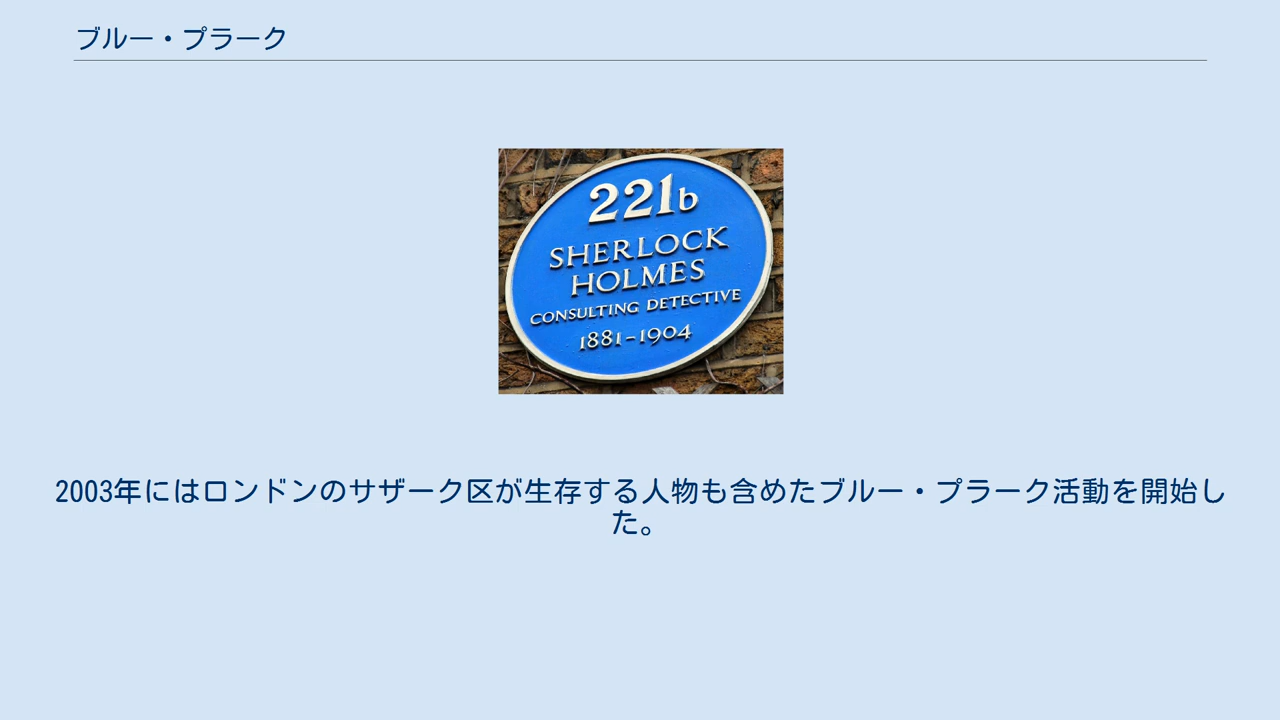 ブルー・プラーク
221b
SHERLOCK
HOLMES
CONSULTING DETECTIVE
1881-1904
2003年にはロンドンのサザーク区が生存する人物も含めたブルー・プラーク活動を開始し
た。